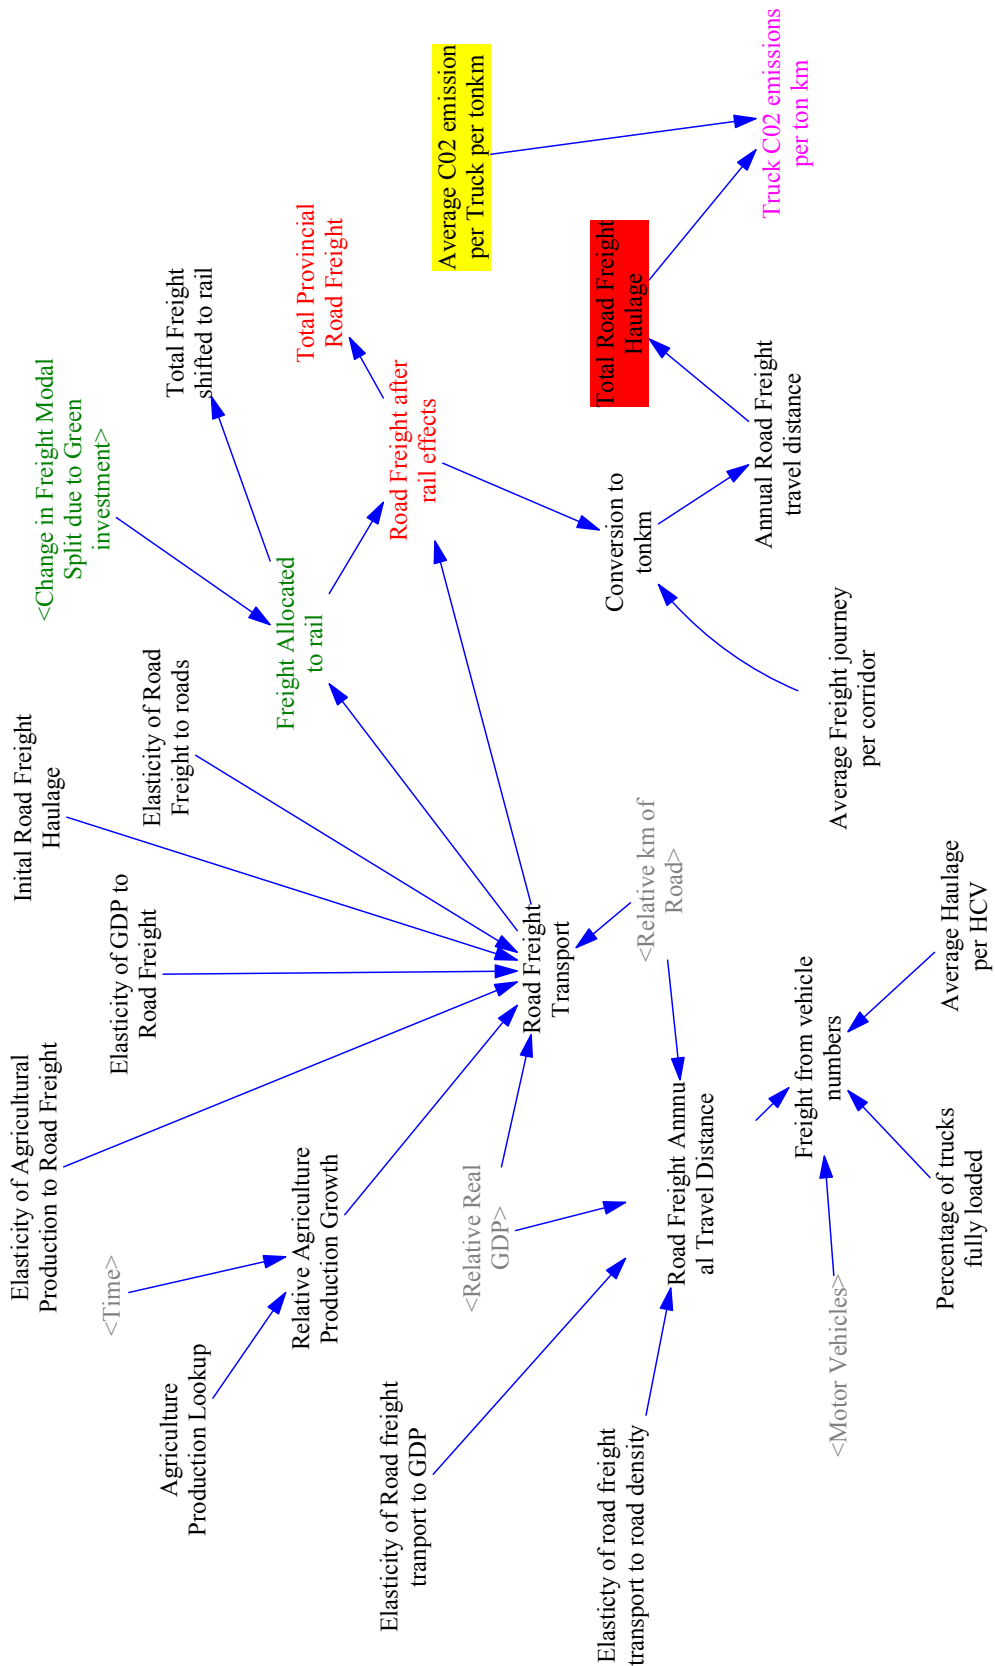 Elasticity of Agricultural
Production to Road Freight
<Time>
Agriculture
Production Lookup
Relative Agriculture
Production Growth
Elasticity of GDP to
Road Freight
Inital Road Freight
Haulage
Elasticity of Road
Freight to roads
<Change in Freight Modal
Split due to Green
investment>
Total Freight
shifted to rail
Freight Allocated
to rail
Total Provincial
Road Freight
Road Freight after
rail effects
Average C02 emission
per Truck per tonkm
Elasticity of Road freight
tranport to GDP
<Relative Real
GDP>
Road Freight
Transport
<Relative km of
Road>
Conversion to
tonkm
Total Road Freight
Haulage
Truck C02 emissions
per ton km
Annual Road Freight
travel distance
Elasticty of road freight
transport to road density
Road Freight Annnu
al Travel Distance
Average Freight journey
per corridor
Freight from vehicle
numbers
<Motor Vehicles>
Percentage of trucks
fully loaded
Average Haulage
per HCV